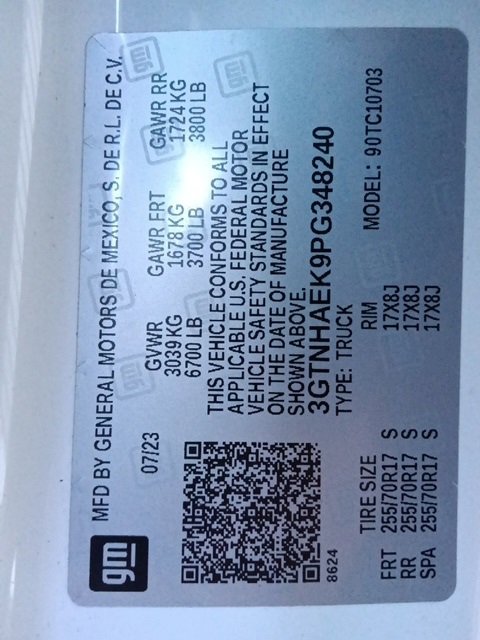 gm
MFD BY GENERAL MOTORS DE MEXICO, S. DE R.L. DE C.V.
07/23
GVWR GAWR FRT GAWR RR
3039 KG 1678 KG 1724 KG
6700 LB 3700 LB 3800 LB
THIS VEHICLE CONFORMS TO ALL
APPLICABLE U.S. FEDERAL MOTOR
VEHICLE SAFETY STANDARDS IN EFFECT
ON THE DATE OF MANUFACTURE
SHOWN ABOVE.
3GTNHAEK9PG348240
TYPE: TRUCK MODEL: 90TC10703
8624
TIRE SIZE RIM
FRT 255/70R17 S 17X8J
RR 255/70R17 S 17X8J
SPA 255/70R17 S 17X8J